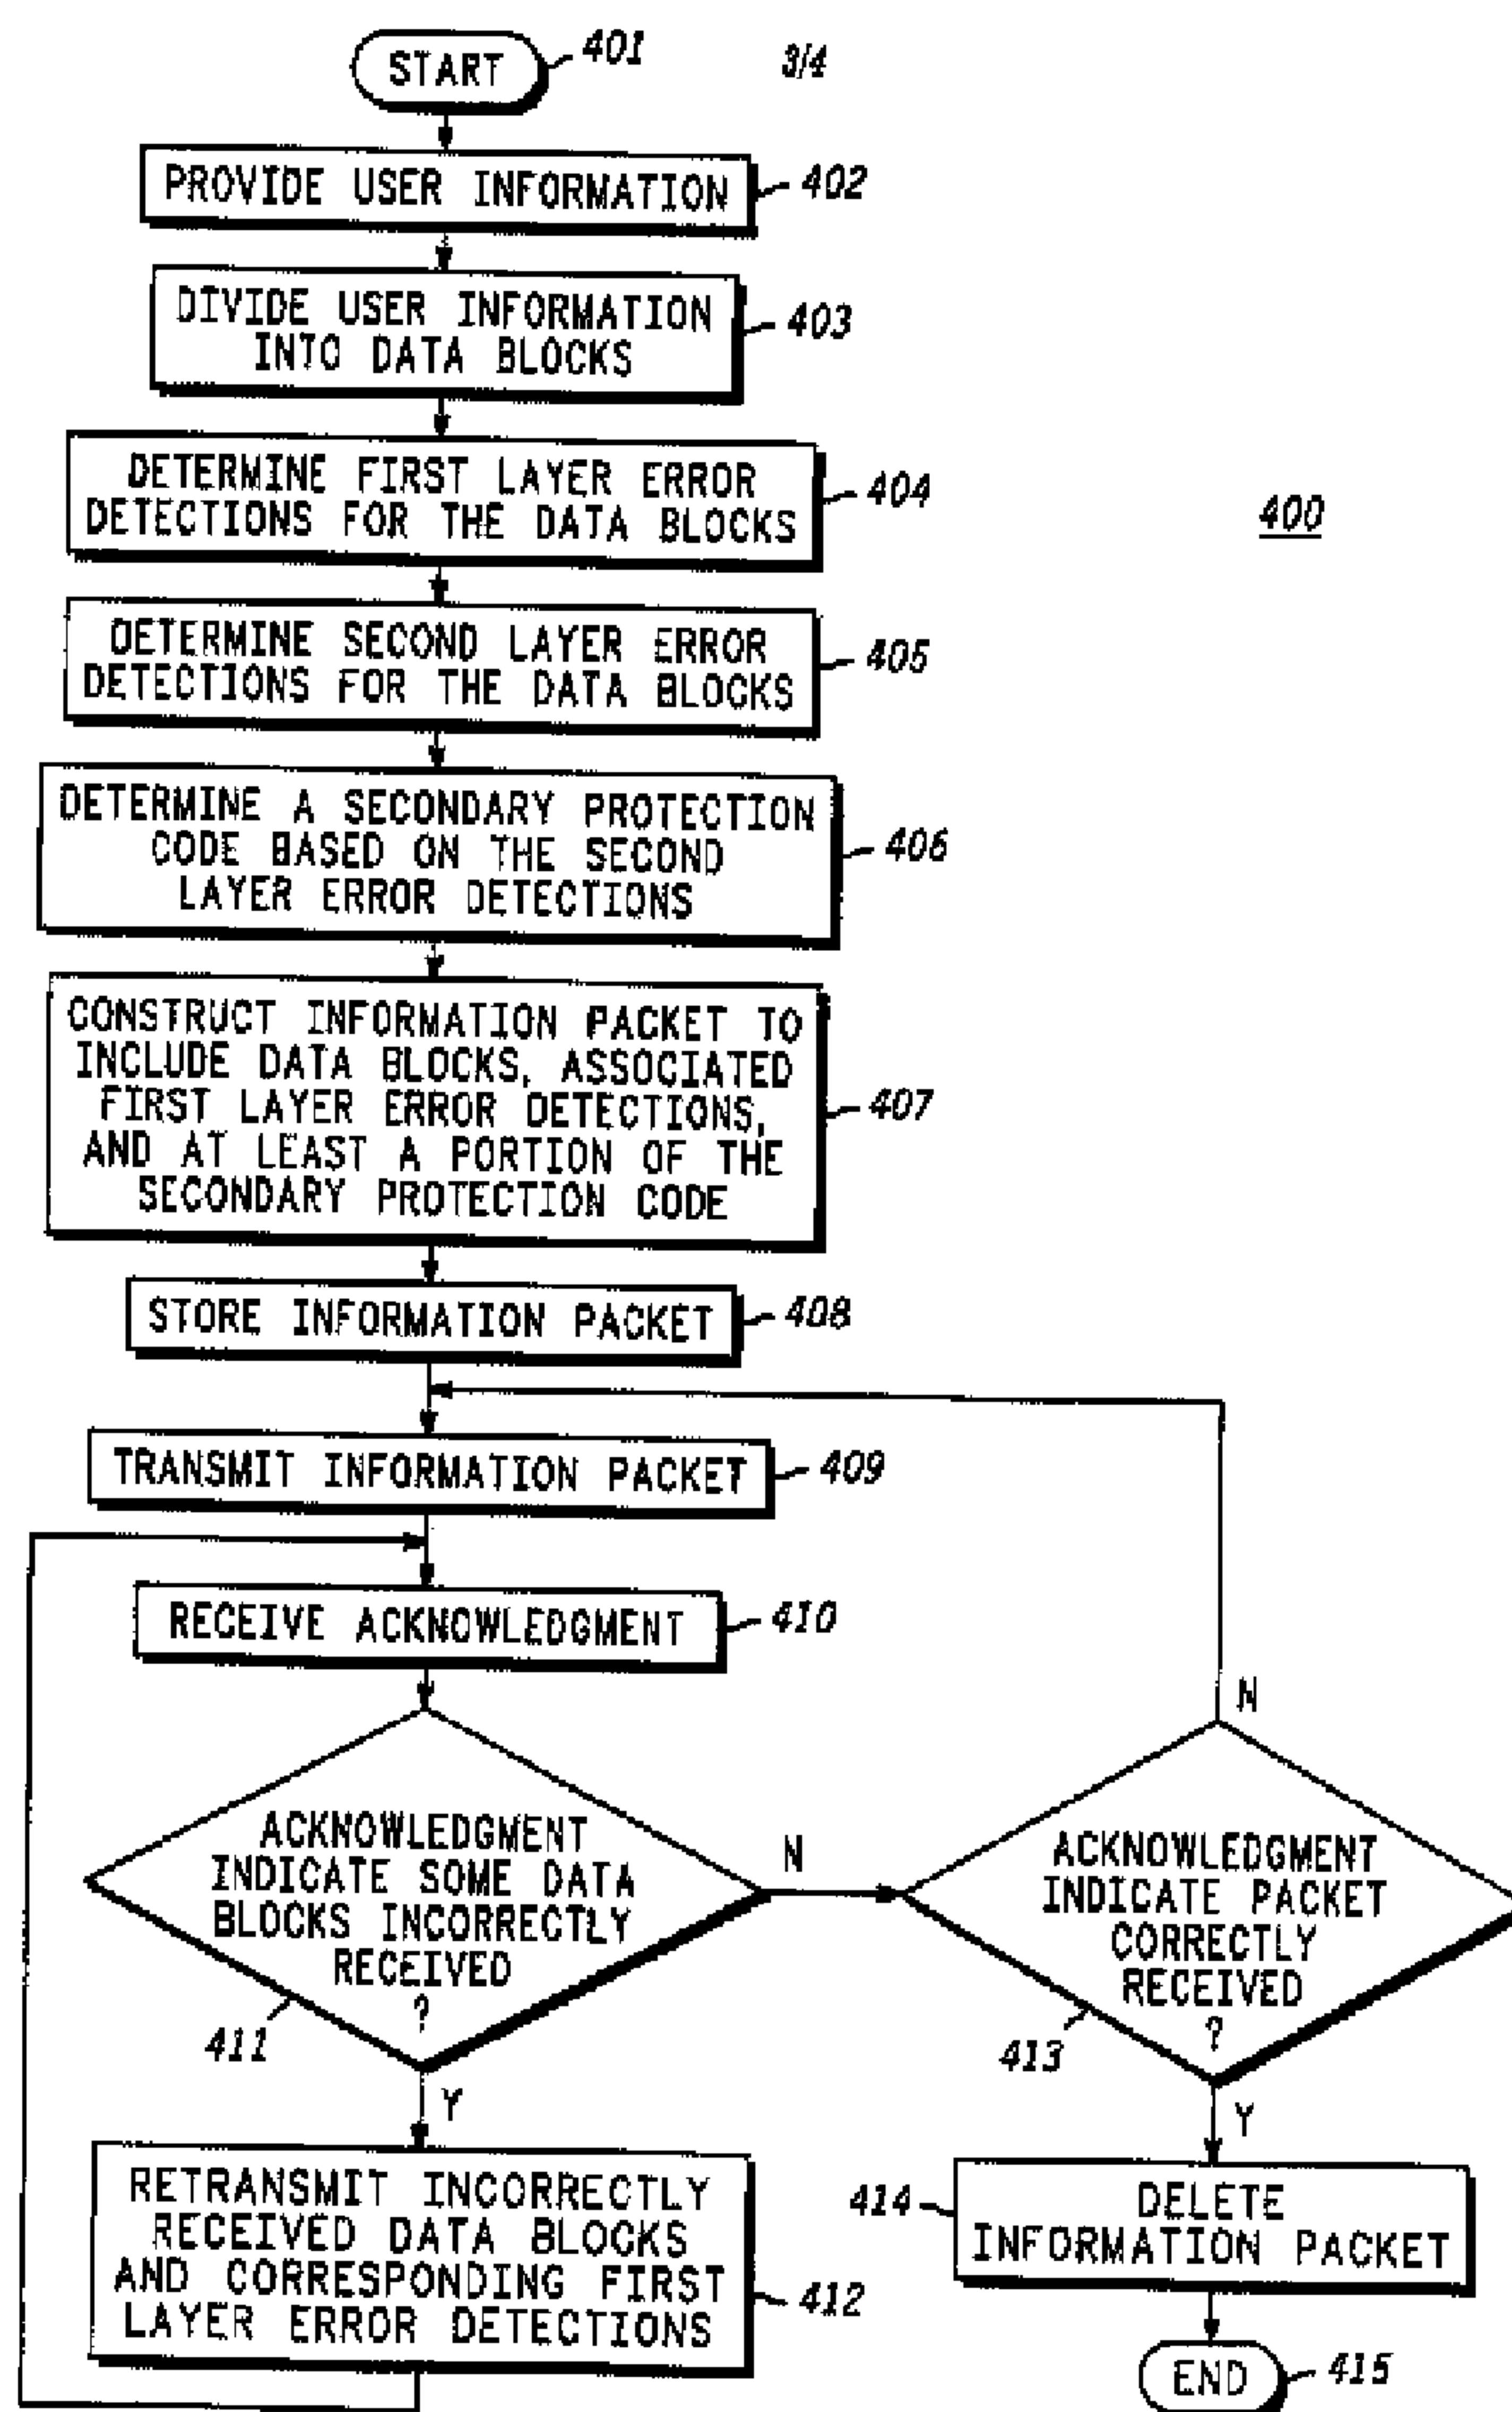 START
401
3/4
PROVIDE USER INFORMATION
402
DIVIDE USER INFORMATION
INTO DATA BLOCKS
403
DETERMINE FIRST LAYER ERROR
DETECTIONS FOR THE DATA BLOCKS
404
400
DETERMINE SECOND LAYER ERROR
DETECTIONS FOR THE DATA BLOCKS
405
DETERMINE A SECONDARY PROTECTION
CODE BASED ON THE SECOND
LAYER ERROR DETECTIONS
406
CONSTRUCT INFORMATION PACKET TO
INCLUDE DATA BLOCKS, ASSOCIATED
FIRST LAYER ERROR DETECTIONS,
AND AT LEAST A PORTION OF THE
SECONDARY PROTECTION CODE
407
STORE INFORMATION PACKET
408
TRANSMIT INFORMATION PACKET
409
RECEIVE ACKNOWLEDGMENT
410
ACKNOWLEDGMENT
INDICATE SOME DATA
BLOCKS INCORRECTLY
RECEIVED
?
411
N
Y
N
ACKNOWLEDGMENT
INDICATE PACKET
CORRECTLY
RECEIVED
?
413
Y
RETRANSMIT INCORRECTLY
RECEIVED DATA BLOCKS
AND CORRESPONDING FIRST
LAYER ERROR DETECTIONS
412
414
DELETE
INFORMATION PACKET
END
415